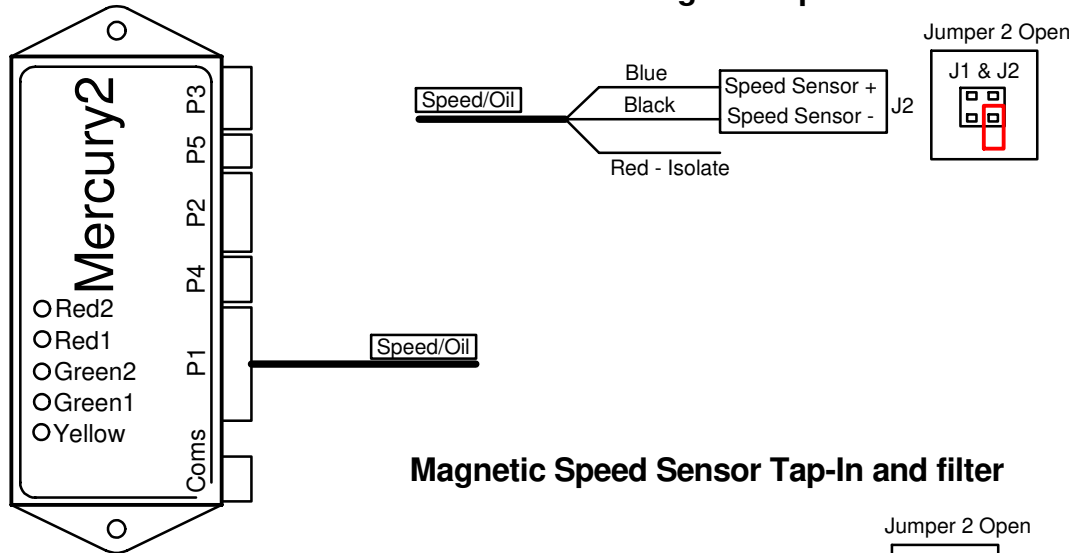 Jumper 2 Open
J1 & J2
Speed/Oil
Blue
Black
Red - Isolate
Speed Sensor +
Speed Sensor -
J2
Mercury2
P3
P5
P2
P4
P1
Coms
Red2
Red1
Green2
Green1
Yellow
Speed/Oil
Magnetic Speed Sensor Tap-In and filter
Jumper 2 Open